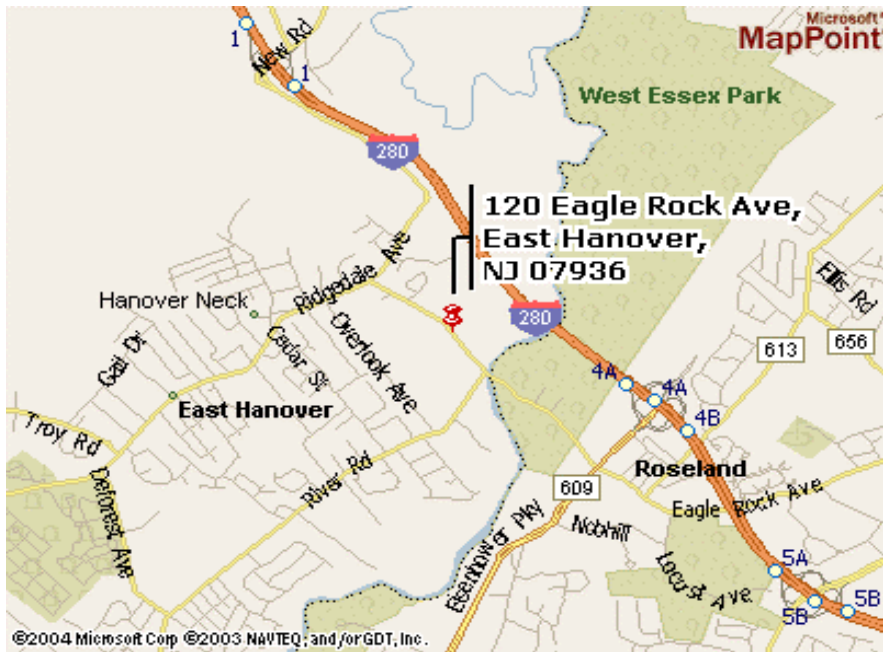 Microsoft®
MapPoint®
1
New Rd
1
West Essex Park
280
120 Eagle Rock Ave,
East Hanover,
NJ 07936
Ridgedale Ave
Ellis Rd
Hanover Neck
280
613
656
Gail Dr
Cedar St
Overlook Ave
4A
4A
4B
East Hanover
Troy Rd
Roseland
River Rd
609
Deforest Ave
Eagle Rock Ave
Eisenhower Pky
Nobhill
Locust Ave
5A
5B
5B
©2004 Microsoft Corp ©2003 NAVTEQ, and/or GDT, Inc.